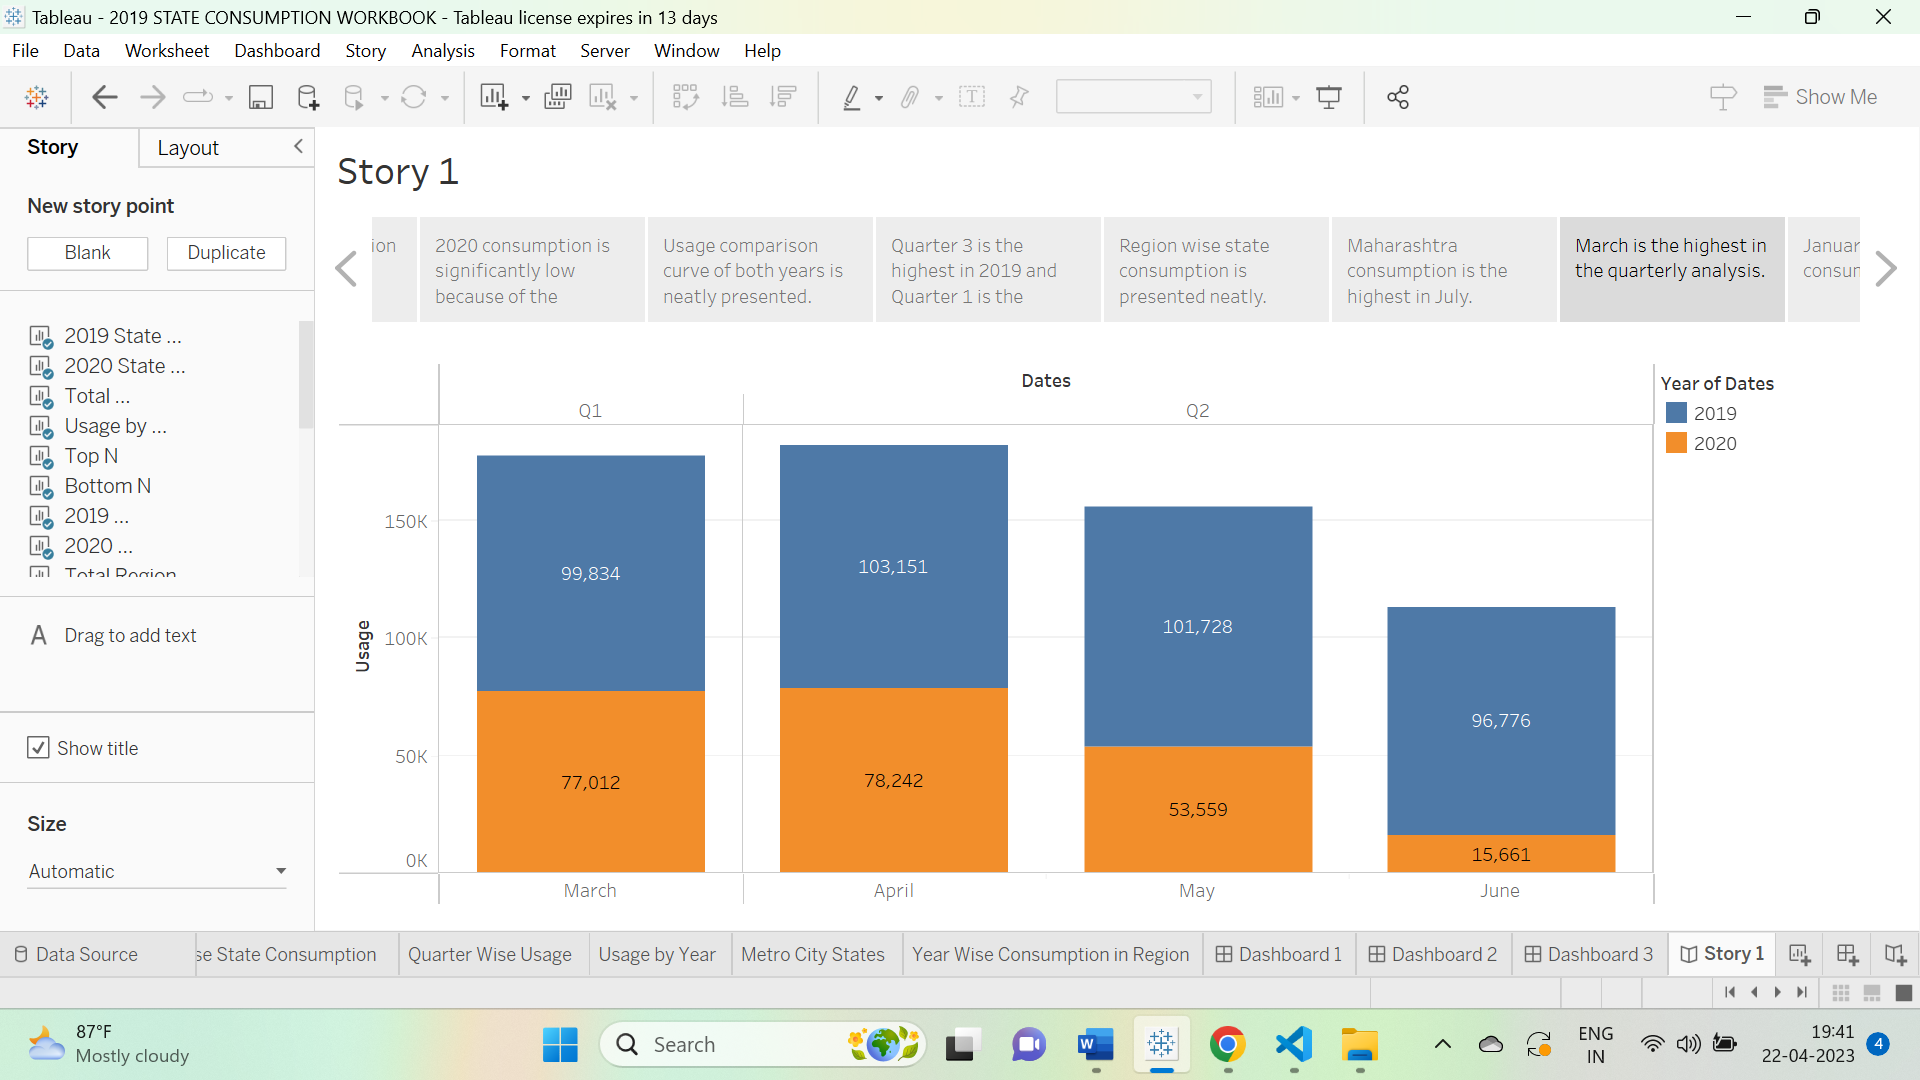 Tableau - 2019 STATE CONSUMPTION WORKBOOK - Tableau license expires in 13 days
File Data Worksheet Dashboard Story Analysis Format Server Window Help
Show Me
Story Layout
New story point
Blank Duplicate
2019 State ...
2020 State ...
Total ...
Usage by ...
Top N
Bottom N
2019 ...
2020 ...
Total Region
A Drag to add text
Show title
Size
Automatic
Story 1
ion
2020 consumption is
significantly low
because of the
Usage comparison
curve of both years is
neatly presented.
Quarter 3 is the
highest in 2019 and
Quarter 1 is the
Region wise state
consumption is
presented neatly.
Maharashtra
consumption is the
highest in July.
March is the highest in
the quarterly analysis.
Januar
consun
Dates
Q1 Q2
Usage
150K
100K
50K
0K
99,834
77,012
103,151
78,242
101,728
53,559
96,776
15,661
March April May June
Year of Dates
2019
2020
Data Source se State Consumption Quarter Wise Usage Usage by Year Metro City States Year Wise Consumption in Region Dashboard 1 Dashboard 2 Dashboard 3 Story 1
87°F
Mostly cloudy
Search
W
ENG
IN
19:41
22-04-2023
4